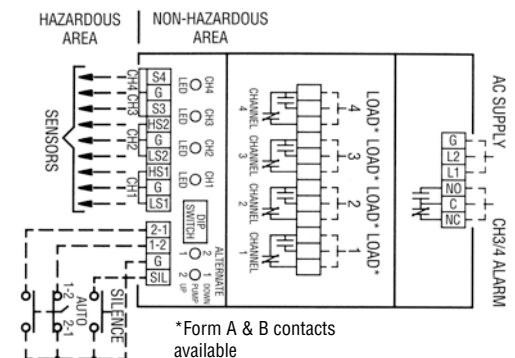 HAZARDOUS
AREA
NON-HAZARDOUS
AREA
SENSORS
CH4
CH3
CH2
CH1
S4
G
S3
HS2
G
LS2
HS1
G
LS1
2-1
1-2
G
SIL
LED
CH4
LED
CH3
LED
CH2
LED
CH1
DIP
SWITCH
ALTERNATE
1
2
2
1
UP
PUMP
DOWN
CHANNEL
4
CHANNEL
3
CHANNEL
2
CHANNEL
1
LOAD*
4
LOAD*
3
LOAD*
2
LOAD*
1
AC SUPPLY
G
L2
L1
NO
C
NC
CH3/4 ALARM
1-2
AUTO
2-1
SILENCE
*Form A & B contacts
available